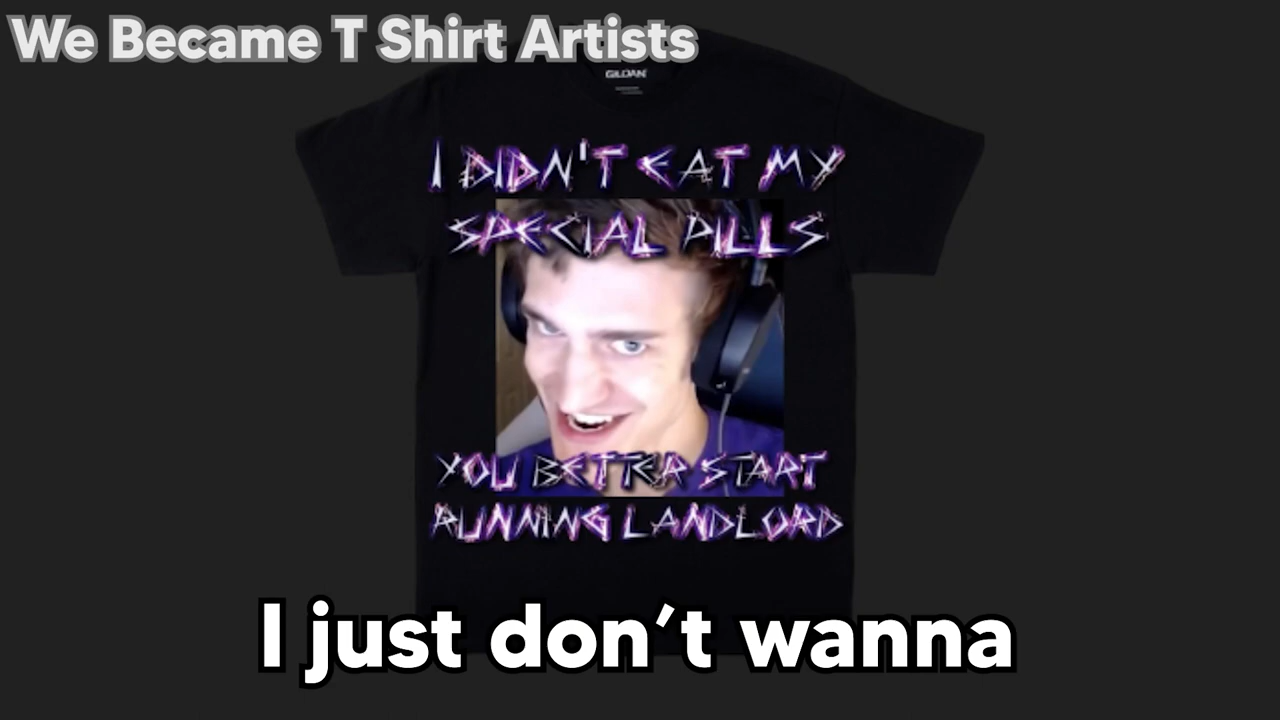 We Became T Shirt Artists
GILDAN
I DIDN'T EAT MY
SPECIAL PILLS
YOU BETTER START
RUNNING LANDLORD
I just don't wanna